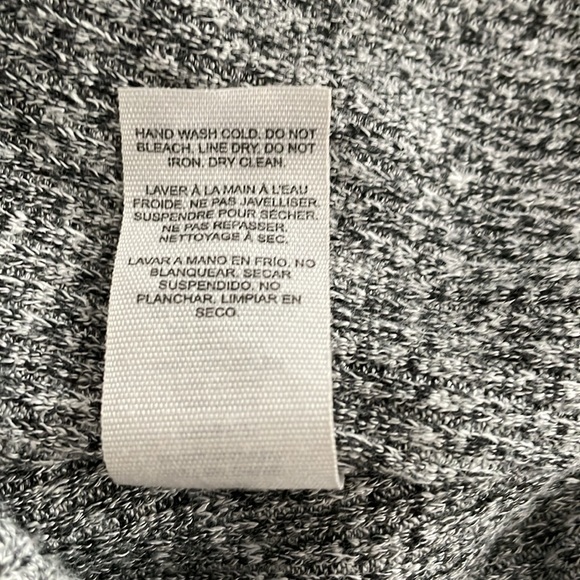 HAND WASH COLD, DO NOT
BLEACH, LINE DRY, DO NOT
IRON, DRY CLEAN.
LAVER À LA MAIN À L'EAU
FROIDE, NE PAS JAVELLISER,
SUSPENDRE POUR SÉCHER,
NE PAS REPASSER,
NETTOYAGE À SEC.
LAVAR A MANO EN FRÍO, NO
BLANQUEAR, SECAR
SUSPENDIDO, NO
PLANCHAR, LIMPIAR EN
SECO.